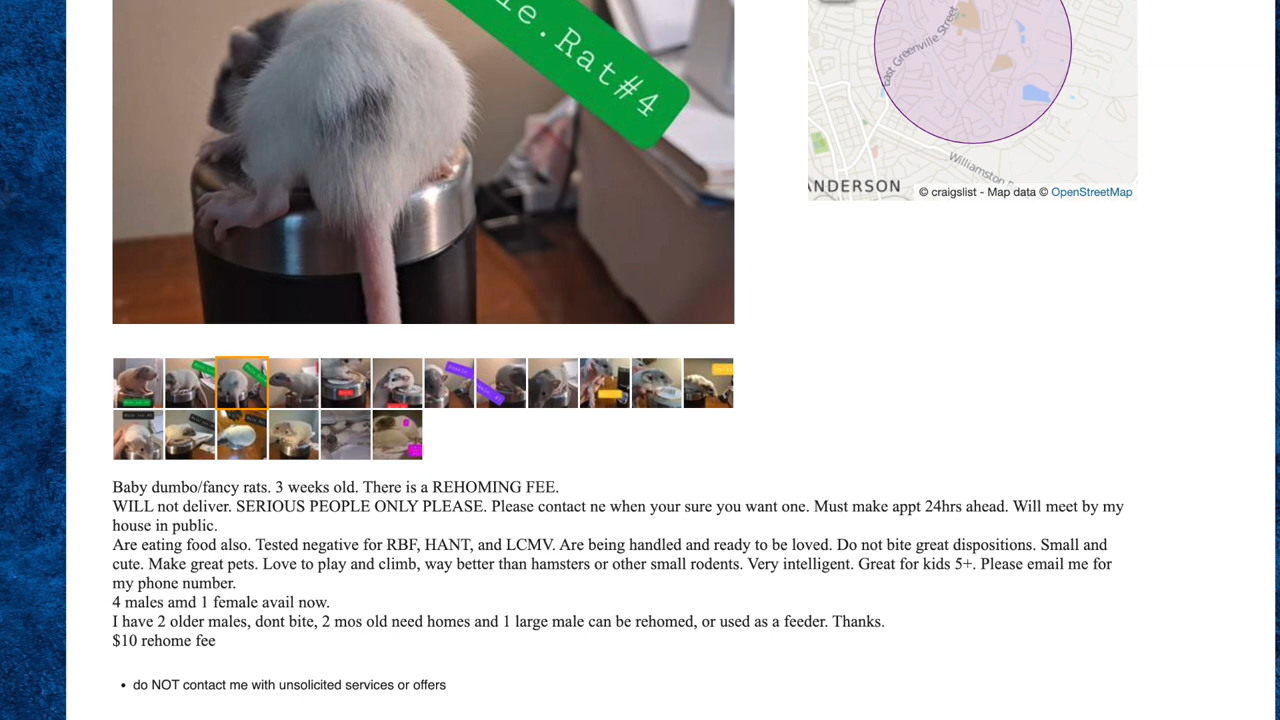 le.Rat#4
East Greenville Street
Williamston
NDERSON
© craigslist - Map data © OpenStreetMap
Baby dumbo/fancy rats. 3 weeks old. There is a REHOMING FEE.
WILL not deliver. SERIOUS PEOPLE ONLY PLEASE. Please contact ne when your sure you want one. Must make appt 24hrs ahead. Will meet by my
house in public.
Are eating food also. Tested negative for RBF, HANT, and LCMV. Are being handled and ready to be loved. Do not bite great dispositions. Small and
cute. Make great pets. Love to play and climb, way better than hamsters or other small rodents. Very intelligent. Great for kids 5+. Please email me for
my phone number.
4 males amd 1 female avail now.
I have 2 older males, dont bite, 2 mos old need homes and 1 large male can be rehomed, or used as a feeder. Thanks.
$10 rehome fee
• do NOT contact me with unsolicited services or offers